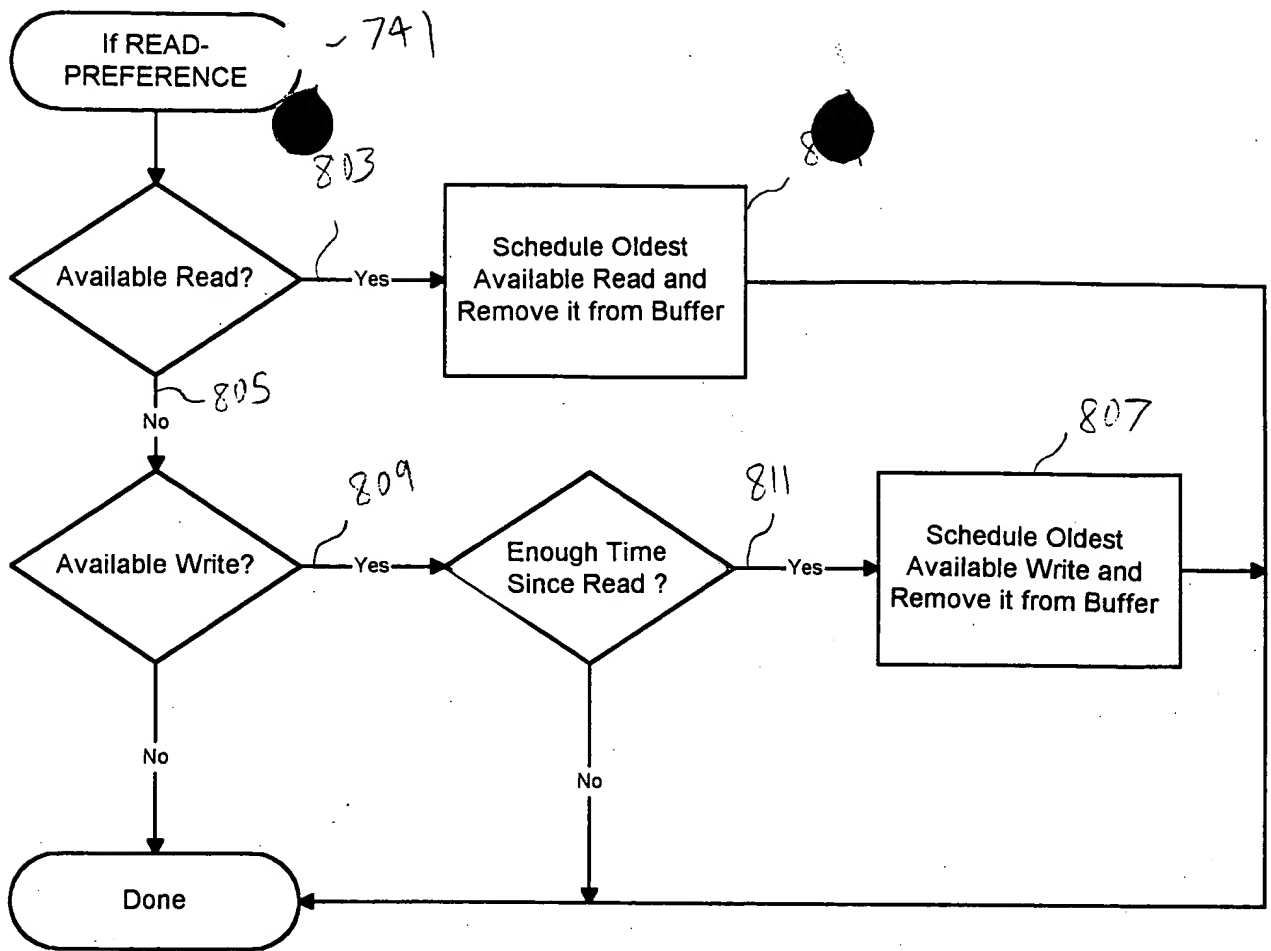 If READ-
PREFERENCE
741
803
Available Read?
Yes
Schedule Oldest
Available Read and
Remove it from Buffer
805
No
807
809
811
Available Write?
Yes
Enough Time
Since Read ?
Yes
Schedule Oldest
Available Write and
Remove it from Buffer
No
No
Done